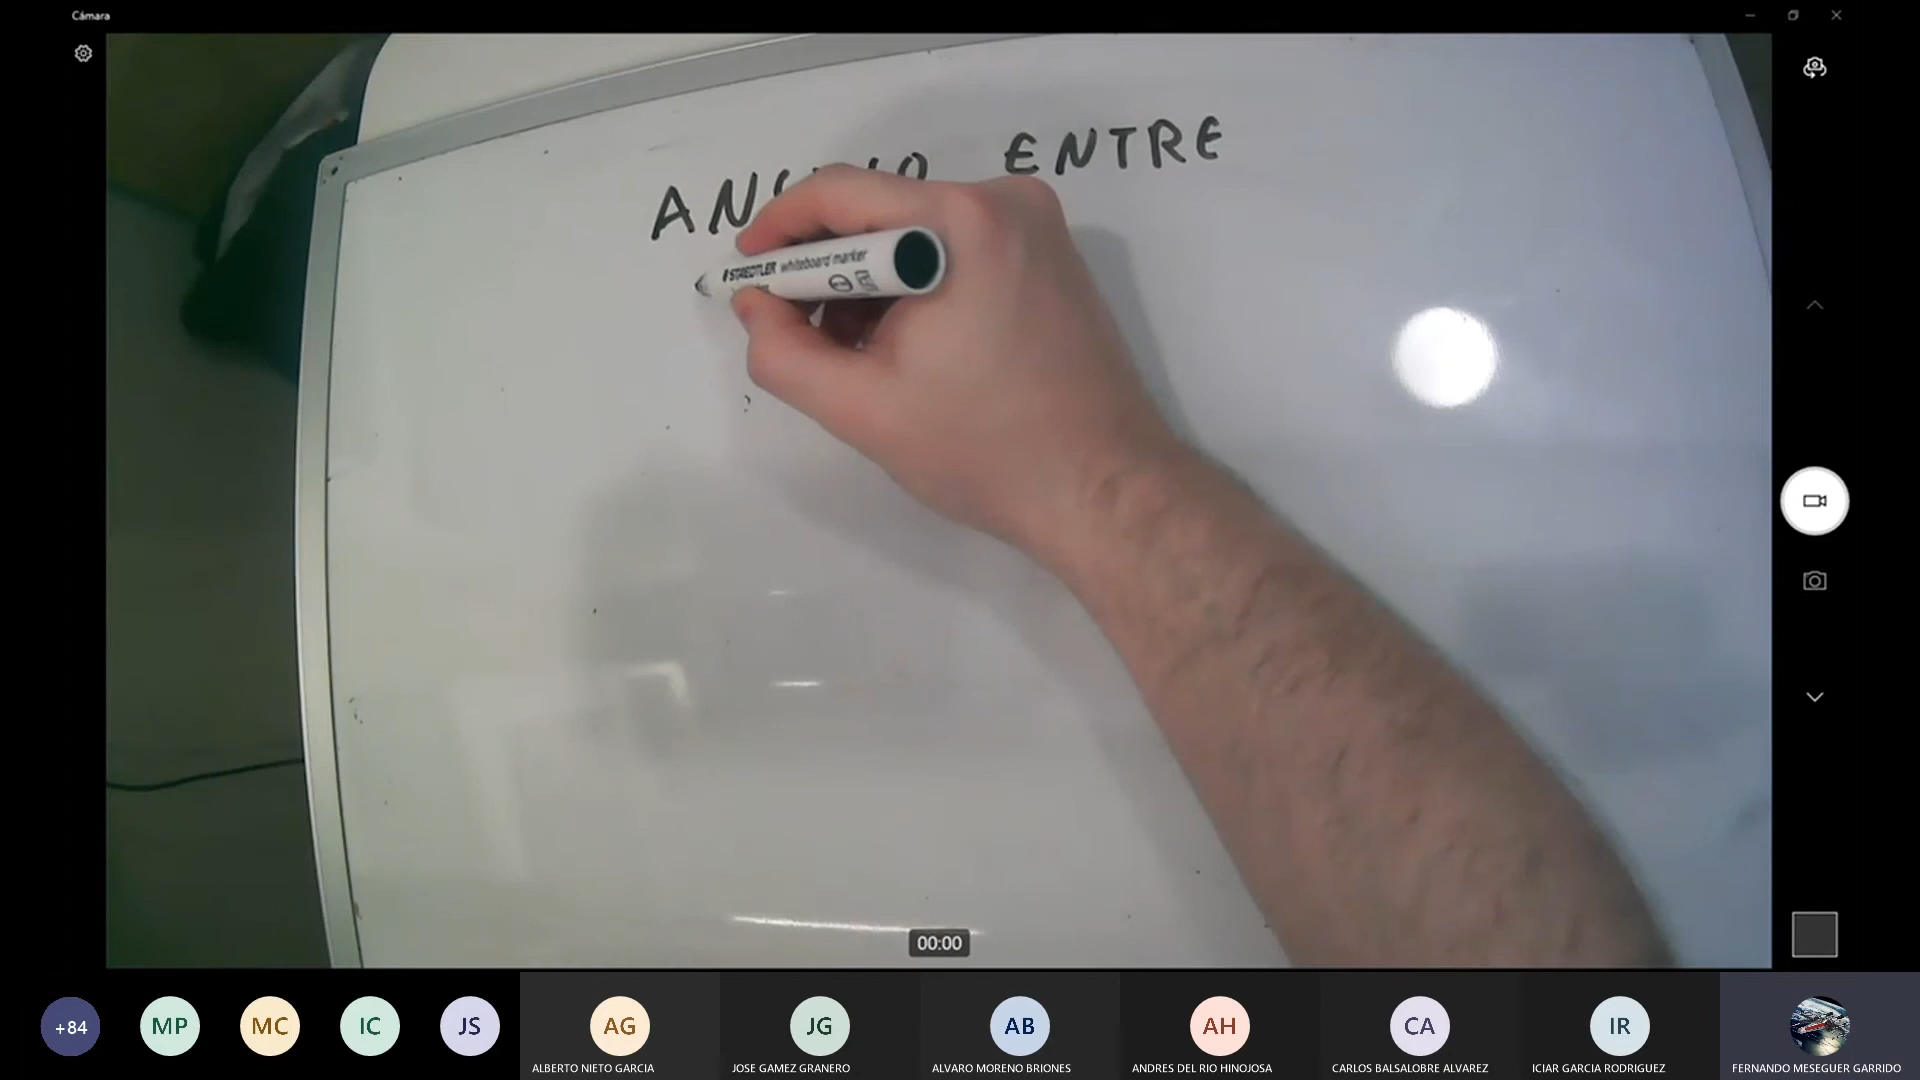 Cámara
ENTRE
STAEDTLER whiteboard marker
00:00
+84
MP
MC
IC
JS
AG
JG
AB
AH
CA
IR
ALBERTO NIETO GARCIA
JOSE GAMEZ GRANERO
ALVARO MORENO BRIONES
ANDRES DEL RIO HINOJOSA
CARLOS BALSALOBRE ALVAREZ
ICIAR GARCIA RODRIGUEZ
FERNANDO MESEGUER GARRIDO